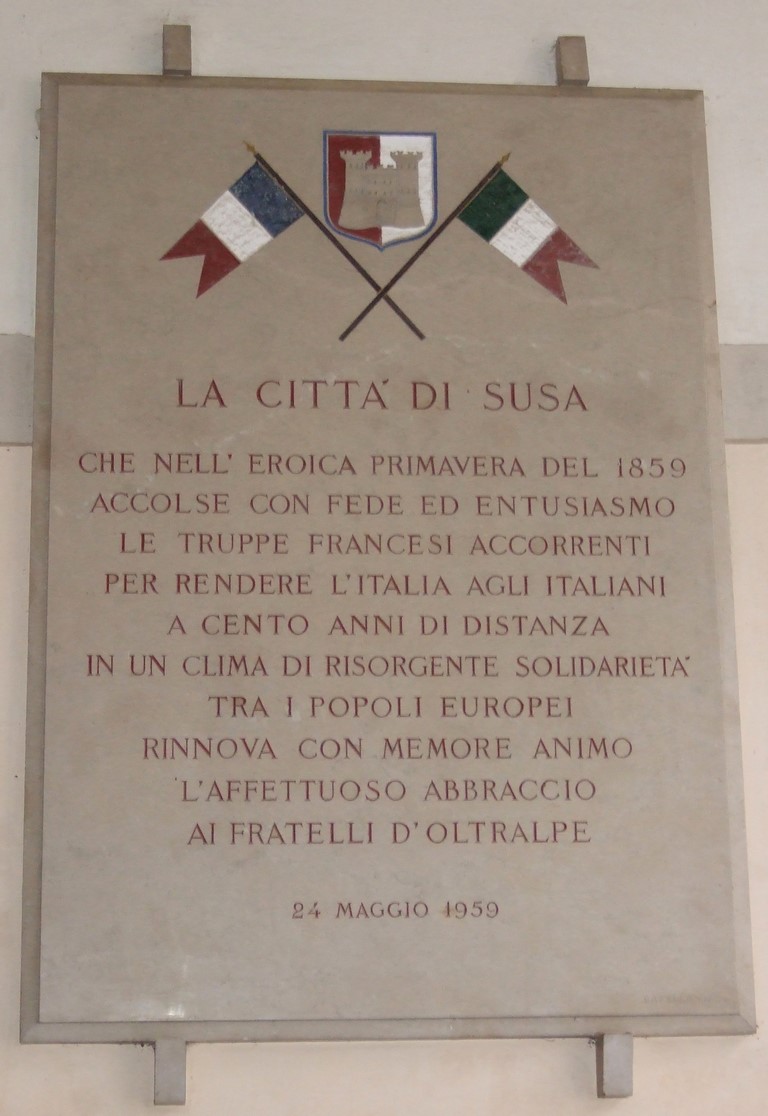 LA CITTA' DI SUSA
CHE NELL' EROICA PRIMAVERA DEL 1859
ACCOLSE CON FEDE ED ENTUSIASMO
LE TRUPPE FRANCESI ACCORRENTI
PER RENDERE L'ITALIA AGLI ITALIANI
A CENTO ANNI DI DISTANZA
IN UN CLIMA DI RISORGENTE SOLIDARIETA'
TRA I POPOLI EUROPEI
RINNOVA CON MEMORE ANIMO
L'AFFETTUOSO ABBRACCIO
AI FRATELLI D'OLTRALPE
24 MAGGIO 1959